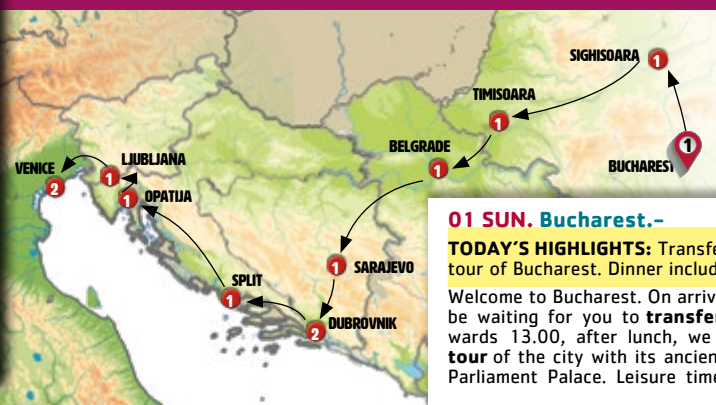 SIGHISOARA
1
TIMISOARA
1
BELGRADE
1
1
BUCHAREST
VENICE
2
LJUBLJANA
1
OPATIJA
1
SARAJEVO
1
SPLIT
1
DUBROVNIK
2
01 SUN. Bucharest.–
TODAY'S HIGHLIGHTS: Transfe
tour of Bucharest. Dinner includ
Welcome to Bucharest. On arriv
be waiting for you to transfer
wards 13.00, after lunch, we
tour of the city with its ancien
Parliament Palace. Leisure time